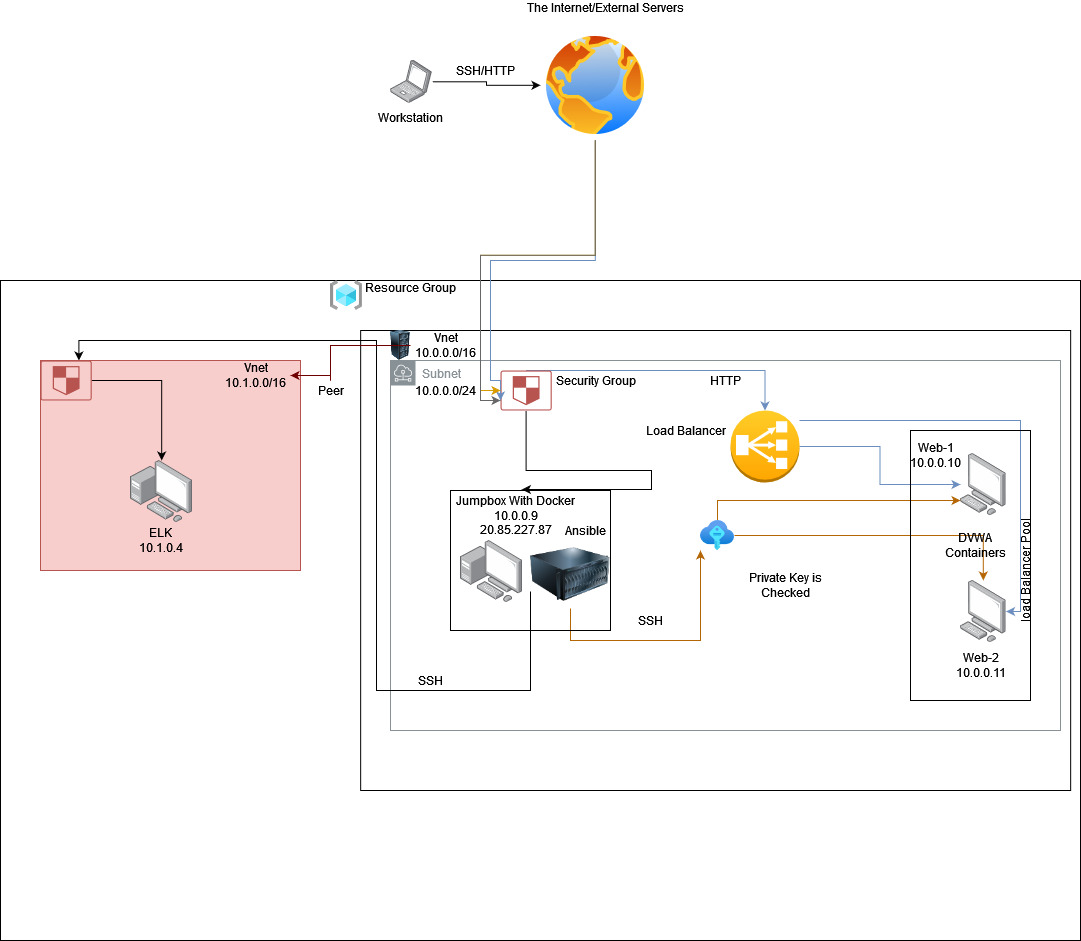 The Internet/External Servers
SSH/HTTP
Workstation
Resource Group
Vnet
10.0.0.0/16
Vnet
10.1.0.0/16
Peer
Subnet
10.0.0.0/24
Security Group
HTTP
Load Balancer
Web-1
10.0.0.10
Jumpbox With Docker
10.0.0.9
20.85.227.87
Ansible
ELK
10.1.0.4
DVWA
Containers
load Balancer Pool
Private Key is
Checked
SSH
Web-2
10.0.0.11
SSH